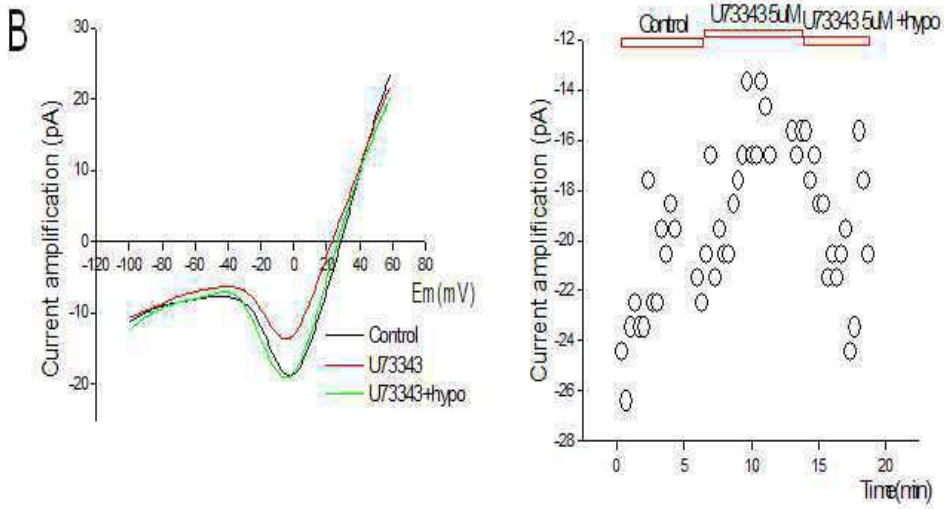 B
Current amplification (pA)
30
20
10
0
-10
-20
-120 -100 -80 -60 -40 -20 0 20 40 60 80
Em(mV)
Control
U73343
U73343+hypo
Control
U73343 5uM
U73343 5uM +hypo
Current amplification (pA)
-12
-14
-16
-18
-20
-22
-24
-26
-28
0 5 10 15 20
Time(min)